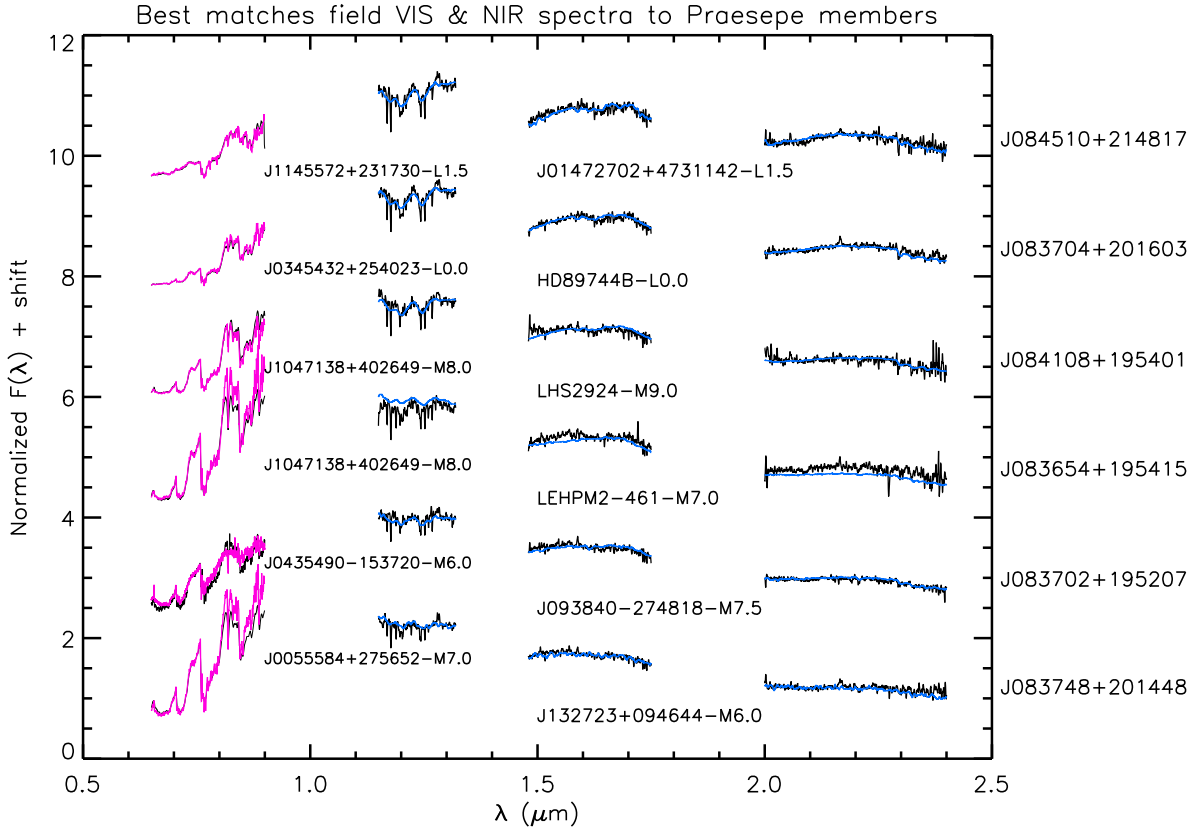 Best matches field VIS & NIR spectra to Praesepe members
Normalized F(λ) + shift
12
10
8
6
4
2
0
J1145572+231730-L1.5
J01472702+4731142-L1.5
J084510+214817
J0345432+254023-L0.0
HD89744B-L0.0
J083704+201603
J1047138+402649-M8.0
LHS2924-M9.0
J084108+195401
J1047138+402649-M8.0
LEHPM2-461-M7.0
J083654+195415
J0435490-153720-M6.0
J093840-274818-M7.5
J083702+195207
J0055584+275652-M7.0
J132723+094644-M6.0
J083748+201448
0.5
1.0
1.5
2.0
2.5
λ (μm)